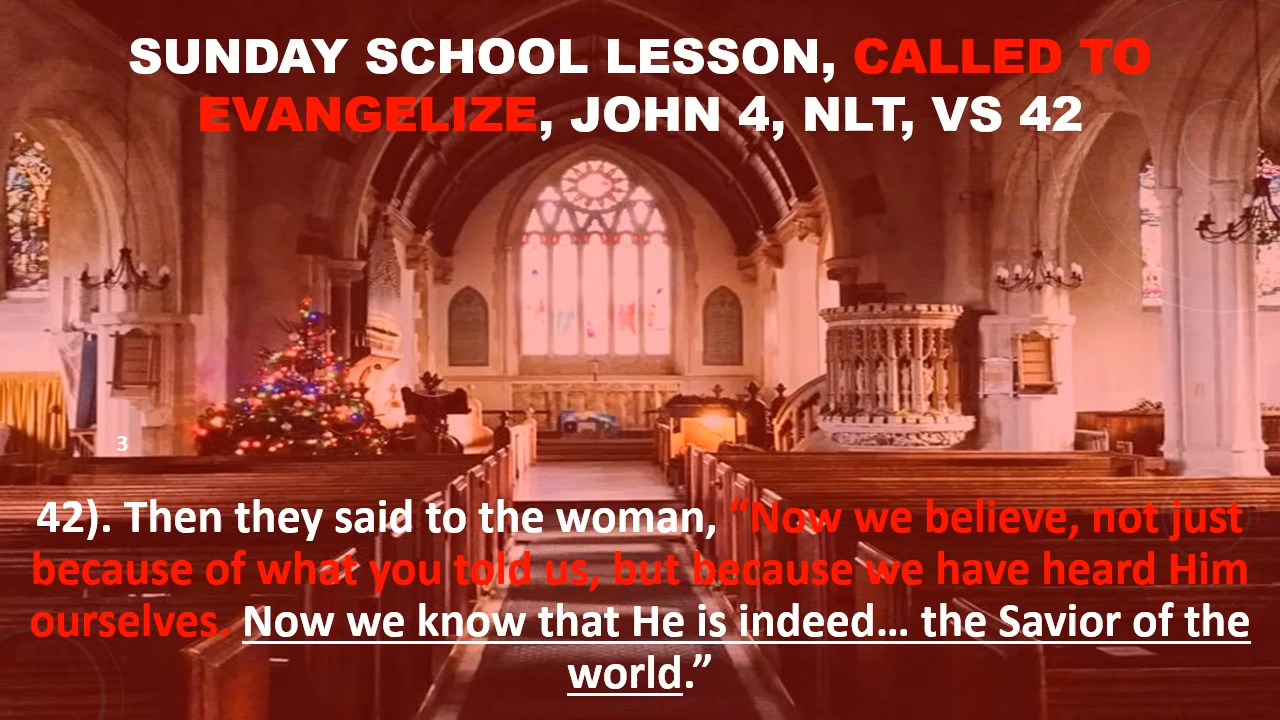 SUNDAY SCHOOL LESSON, CALLED TO
EVANGELIZE, JOHN 4, NLT, VS 42
3
42). Then they said to the woman, “Now we believe, not just
because of what you told us, but because we have heard Him
ourselves. Now we know that He is indeed… the Savior of the
world.”